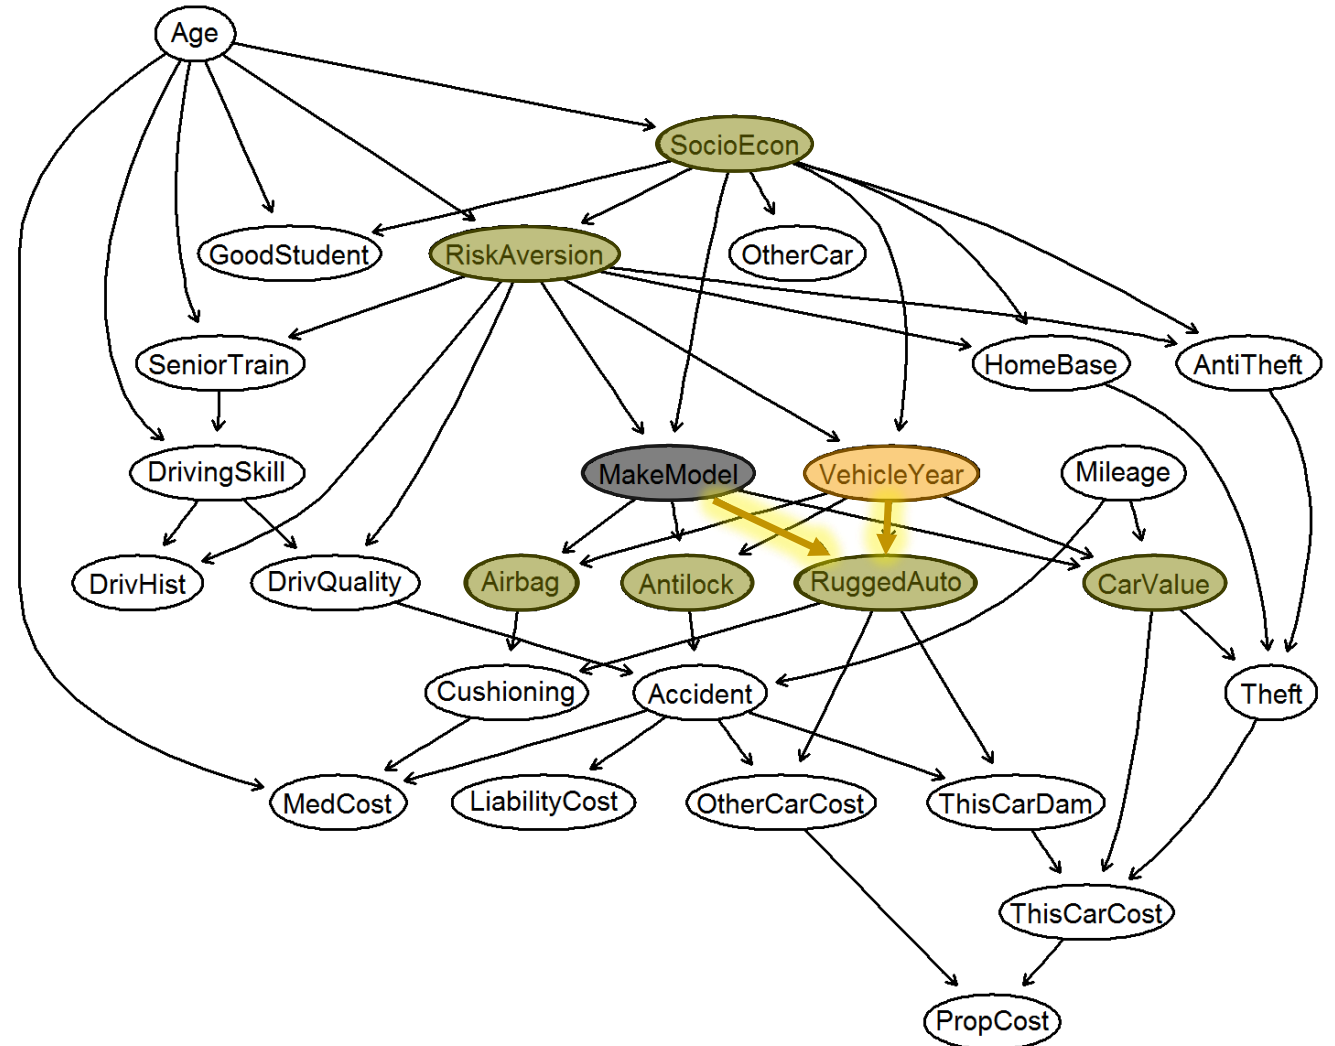 Age
SocioEcon
GoodStudent
RiskAversion
OtherCar
SeniorTrain
HomeBase
AntiTheft
DrivingSkill
MakeModel
VehicleYear
Mileage
DrivHist
DrivQuality
Airbag
Antilock
RuggedAuto
CarValue
Cushioning
Accident
Theft
MedCost
LiabilityCost
OtherCarCost
ThisCarDam
ThisCarCost
PropCost